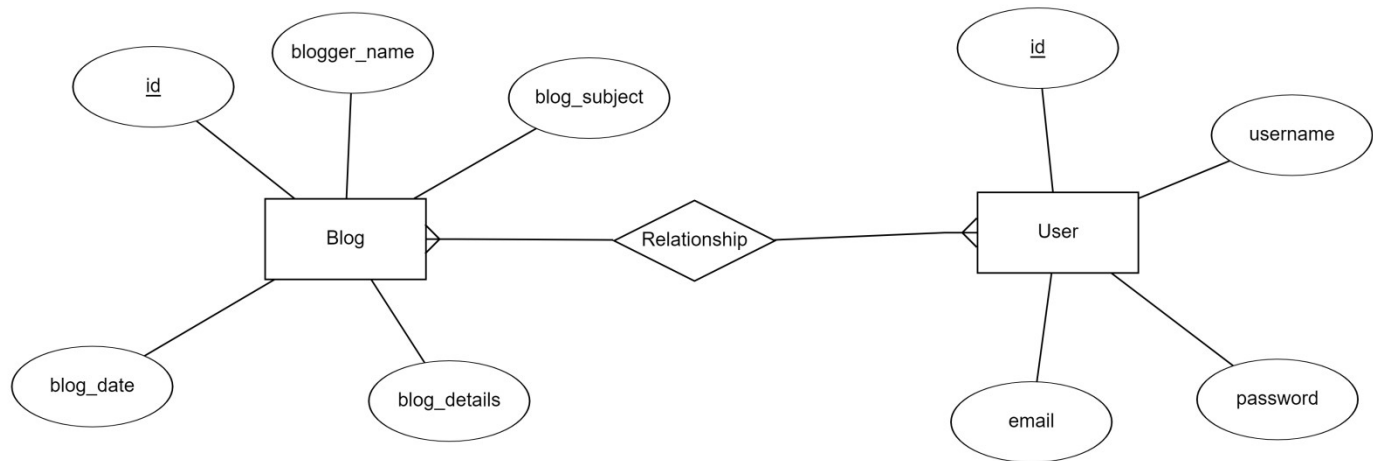 id
blogger_name
blog_subject
Blog
blog_date
blog_details
Relationship
id
username
User
email
password